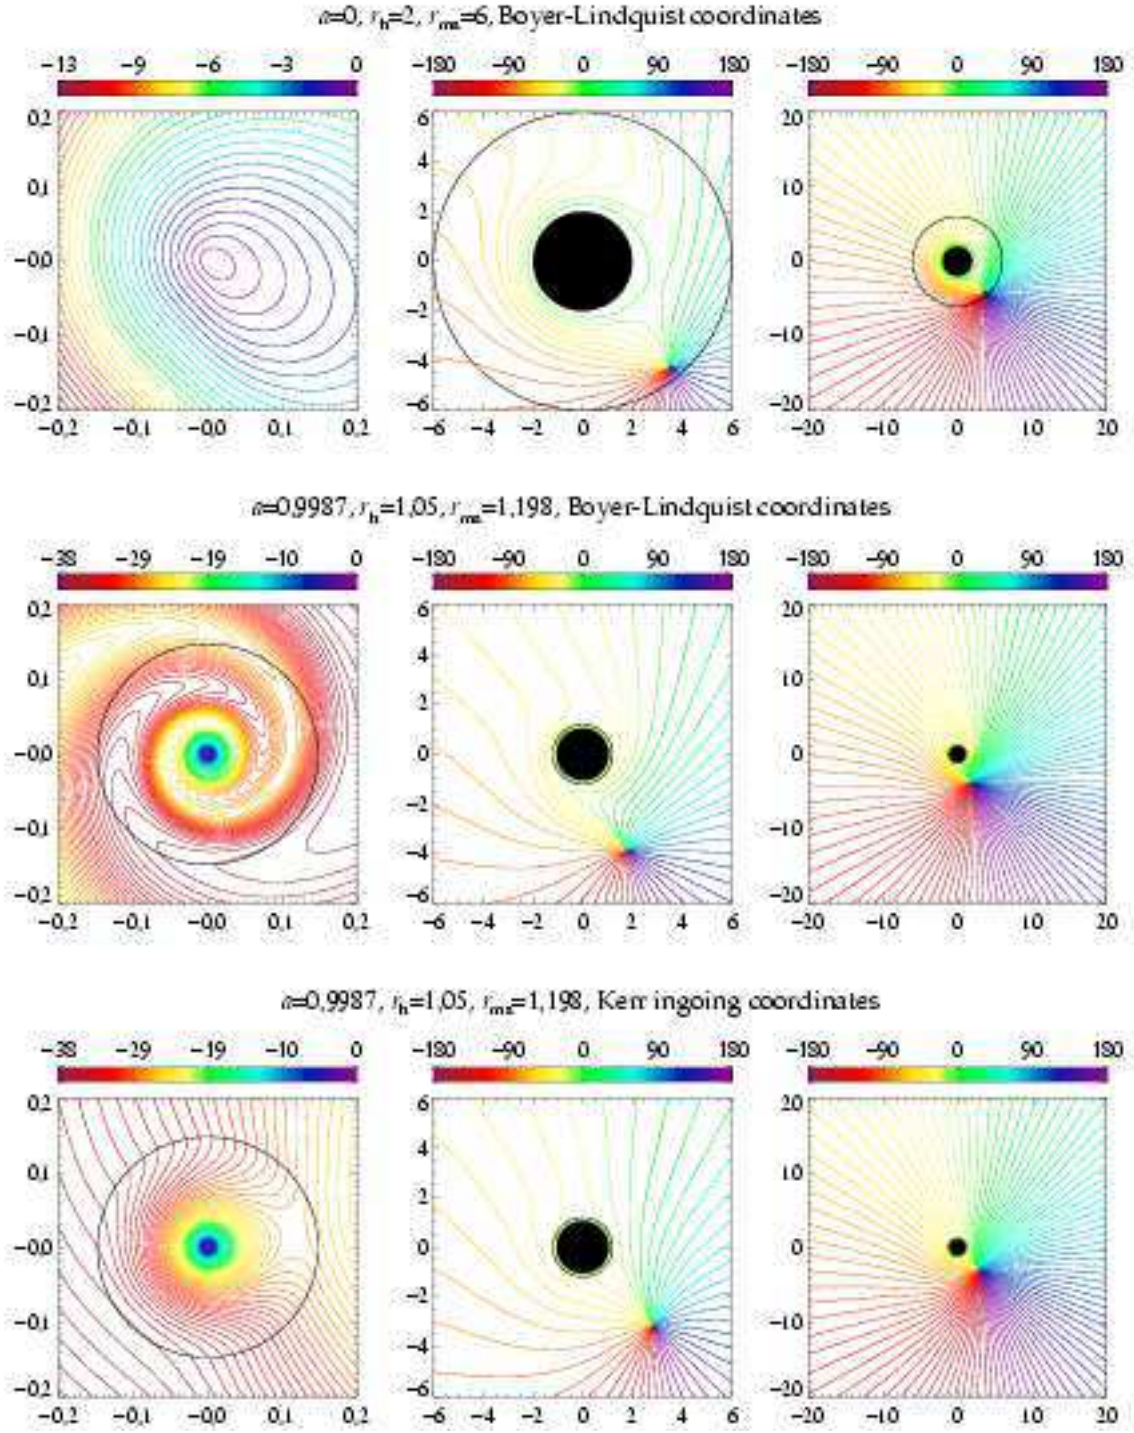 a=0, r_h=2, r_ms=6, Boyer-Lindquist coordinates
−13 −9 −6 −3 0 −180 −90 0 90 180 −180 −90 0 90 180
0,2 6 20
0,1 4 10
2
−0,0 0 0
−2
−0,1 −4 −10
−0,2 −6 −20
−0,2 −0,1 −0,0 0,1 0,2 −6 −4 −2 0 2 4 6 −20 −10 0 10 20
a=0,9987, r_h=1,05, r_ms=1,198, Boyer-Lindquist coordinates
−38 −29 −19 −10 0 −180 −90 0 90 180 −180 −90 0 90 180
0,2 6 20
0,1 4 10
2
−0,0 0 0
−2
−0,1 −4 −10
−0,2 −6 −20
−0,2 −0,1 −0,0 0,1 0,2 −6 −4 −2 0 2 4 6 −20 −10 0 10 20
a=0,9987, r_h=1,05, r_ms=1,198, Kerr ingoing coordinates
−38 −29 −19 −10 0 −180 −90 0 90 180 −180 −90 0 90 180
0,2 6 20
0,1 4 10
2
−0,0 0 0
−2
−0,1 −4 −10
−0,2 −6 −20
−0,2 −0,1 −0,0 0,1 0,2 −6 −4 −2 0 2 4 6 −20 −10 0 10 20